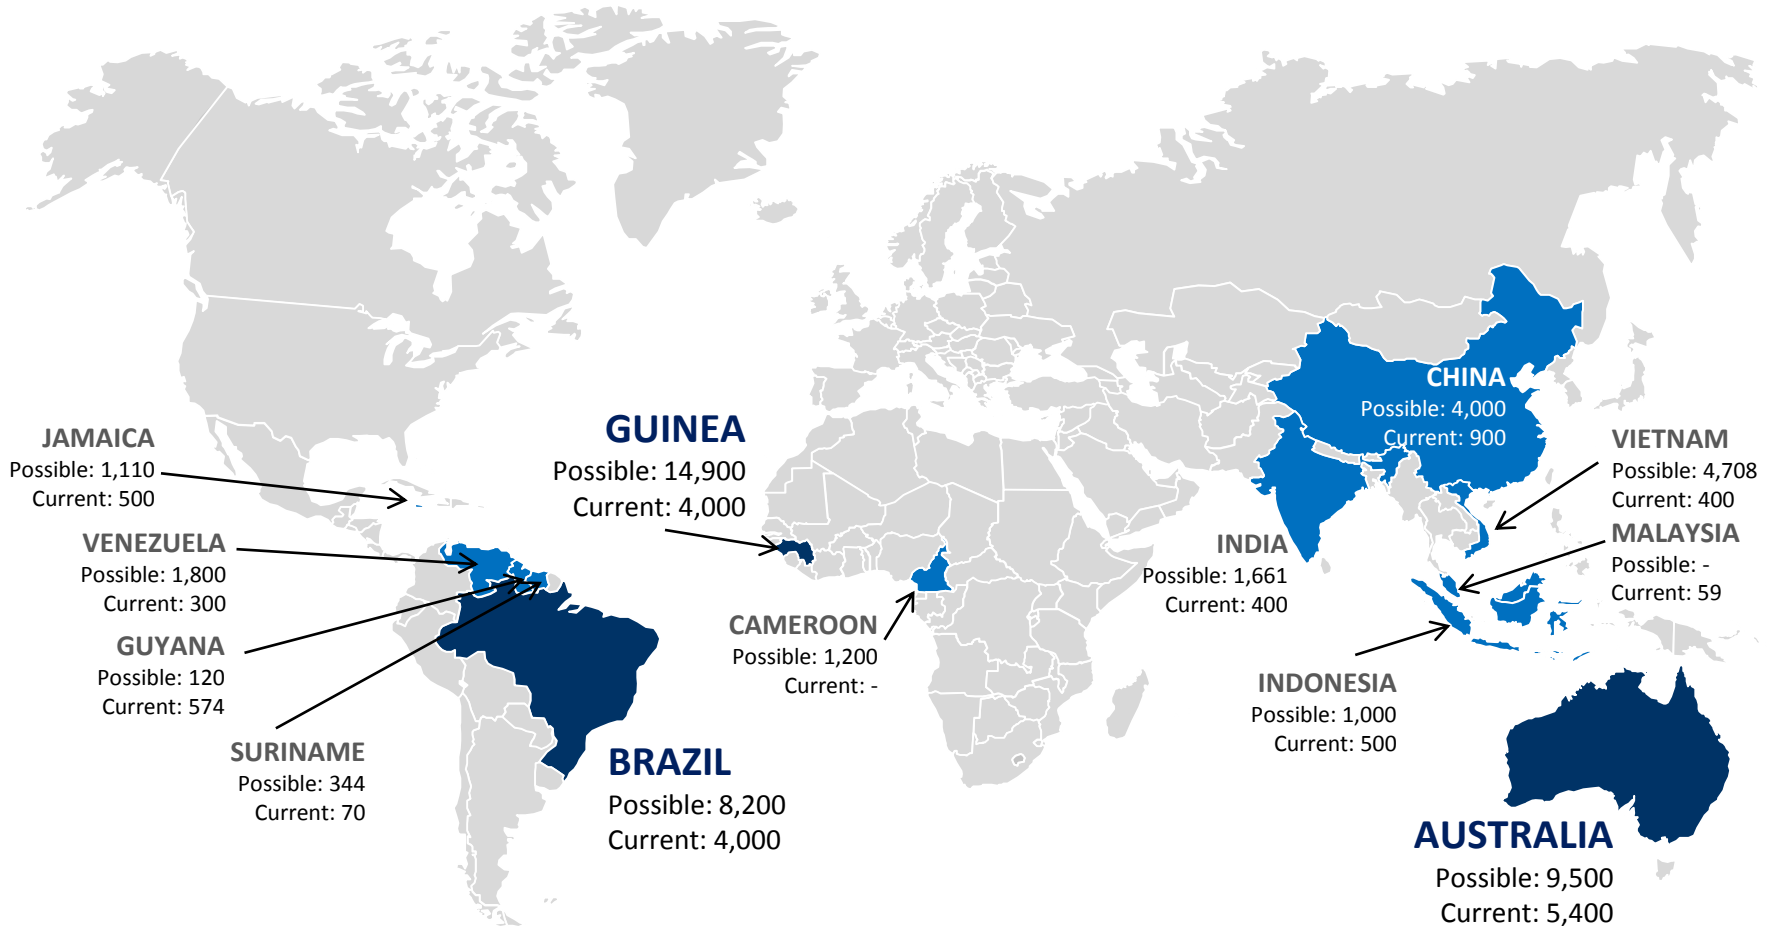 JAMAICA
Possible: 1,110
Current: 500
VENEZUELA
Possible: 1,800
Current: 300
GUYANA
Possible: 120
Current: 574
SURINAME
Possible: 344
Current: 70
BRAZIL
Possible: 8,200
Current: 4,000
GUINEA
Possible: 14,900
Current: 4,000
CAMEROON
Possible: 1,200
Current: -
CHINA
Possible: 4,000
Current: 900
INDIA
Possible: 1,661
Current: 400
VIETNAM
Possible: 4,708
Current: 400
MALAYSIA
Possible: -
Current: 59
INDONESIA
Possible: 1,000
Current: 500
AUSTRALIA
Possible: 9,500
Current: 5,400